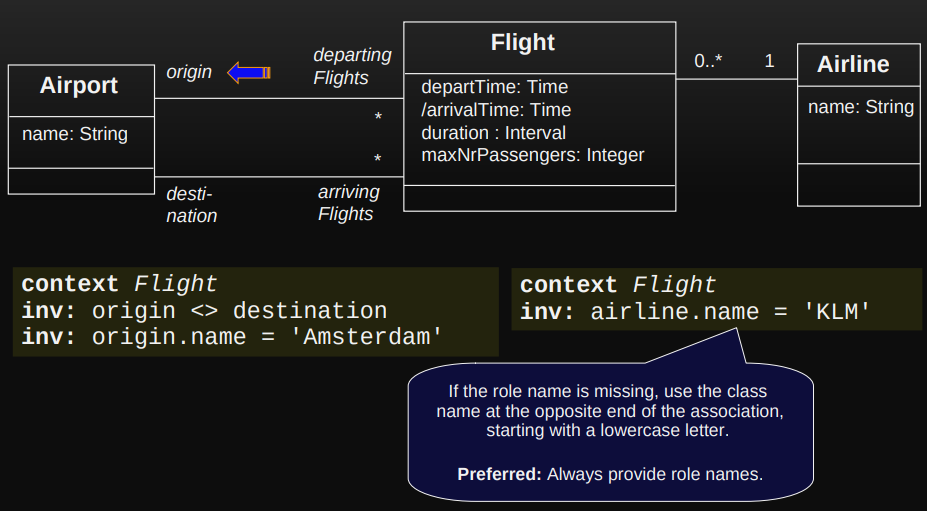 Airport
name: String
origin
departing
Flights
*
*
desti-
nation
arriving
Flights
Flight
departTime: Time
/arrivalTime: Time
duration : Interval
maxNrPassengers: Integer
0..*
1
Airline
name: String
context Flight
inv: origin <> destination
inv: origin.name = 'Amsterdam'
context Flight
inv: airline.name = 'KLM'
If the role name is missing, use the class
name at the opposite end of the association,
starting with a lowercase letter.
Preferred: Always provide role names.